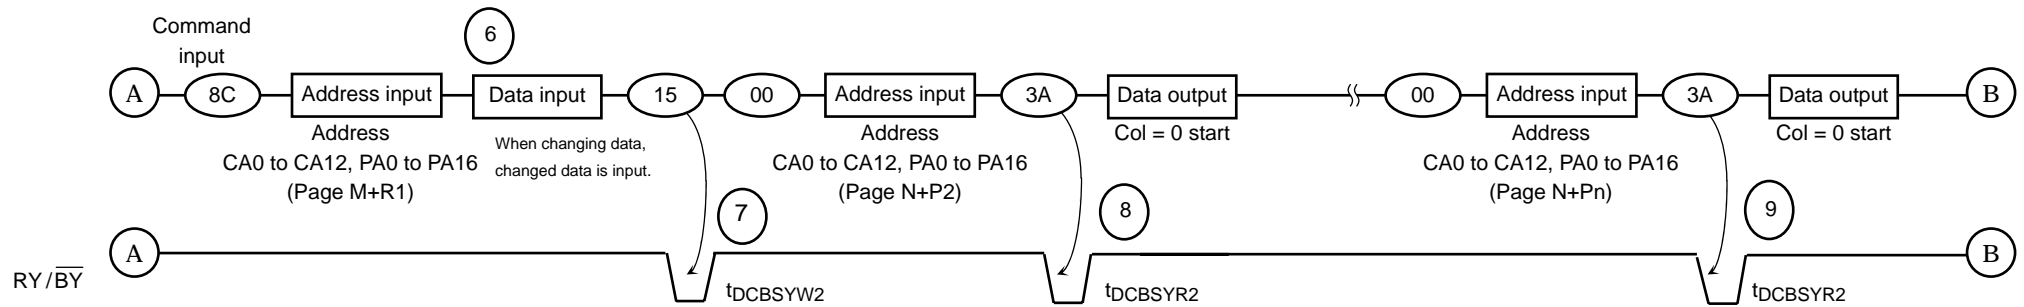 Command
input
6
A
8C
Address input
Data input
15
00
Address input
3A
Data output
00
Address input
3A
Data output
B
Address
CA0 to CA12, PA0 to PA16
(Page M+R1)
When changing data,
changed data is input.
Address
CA0 to CA12, PA0 to PA16
(Page N+P2)
Col = 0 start
Address
CA0 to CA12, PA0 to PA16
(Page N+Pn)
Col = 0 start
7
8
9
A
B
RY/BY
tDCBSYW2
tDCBSYR2
tDCBSYR2